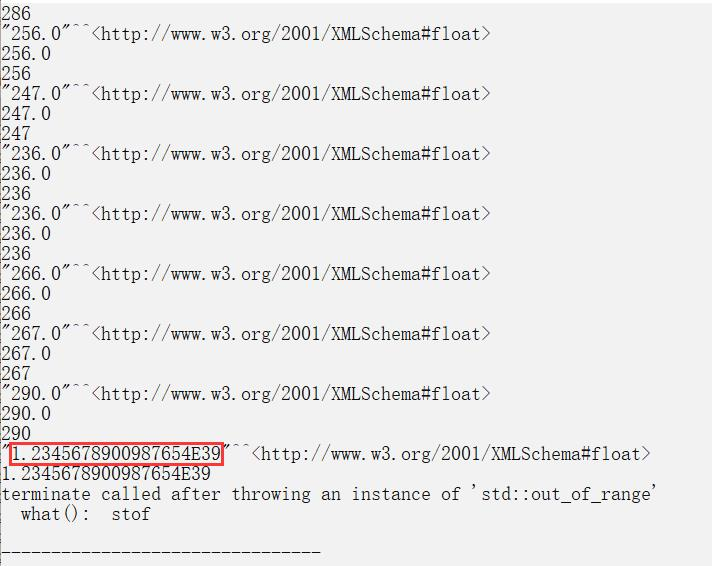 286
"256.0"^^<http://www.w3.org/2001/XMLSchema#float>
256.0
256
"247.0"^^<http://www.w3.org/2001/XMLSchema#float>
247.0
247
"236.0"^^<http://www.w3.org/2001/XMLSchema#float>
236.0
236
"236.0"^^<http://www.w3.org/2001/XMLSchema#float>
236.0
236
"266.0"^^<http://www.w3.org/2001/XMLSchema#float>
266.0
266
"267.0"^^<http://www.w3.org/2001/XMLSchema#float>
267.0
267
"290.0"^^<http://www.w3.org/2001/XMLSchema#float>
290.0
290
"1.2345678900987654E39"^^<http://www.w3.org/2001/XMLSchema#float>
1.2345678900987654E39
terminate called after throwing an instance of 'std::out_of_range'
  what():  stof
--------------------------------